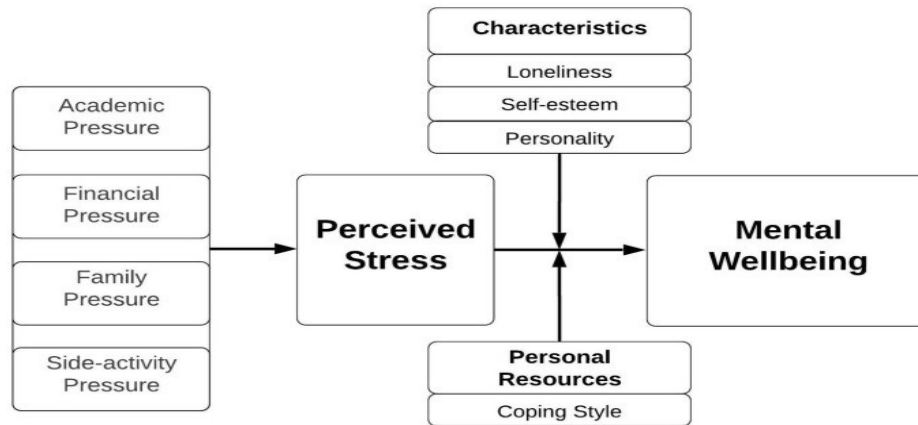 Characteristics
Loneliness
Self-esteem
Personality
Academic
Pressure
Financial
Pressure
Family
Pressure
Side-activity
Pressure
Perceived
Stress
Mental
Wellbeing
Personal
Resources
Coping Style